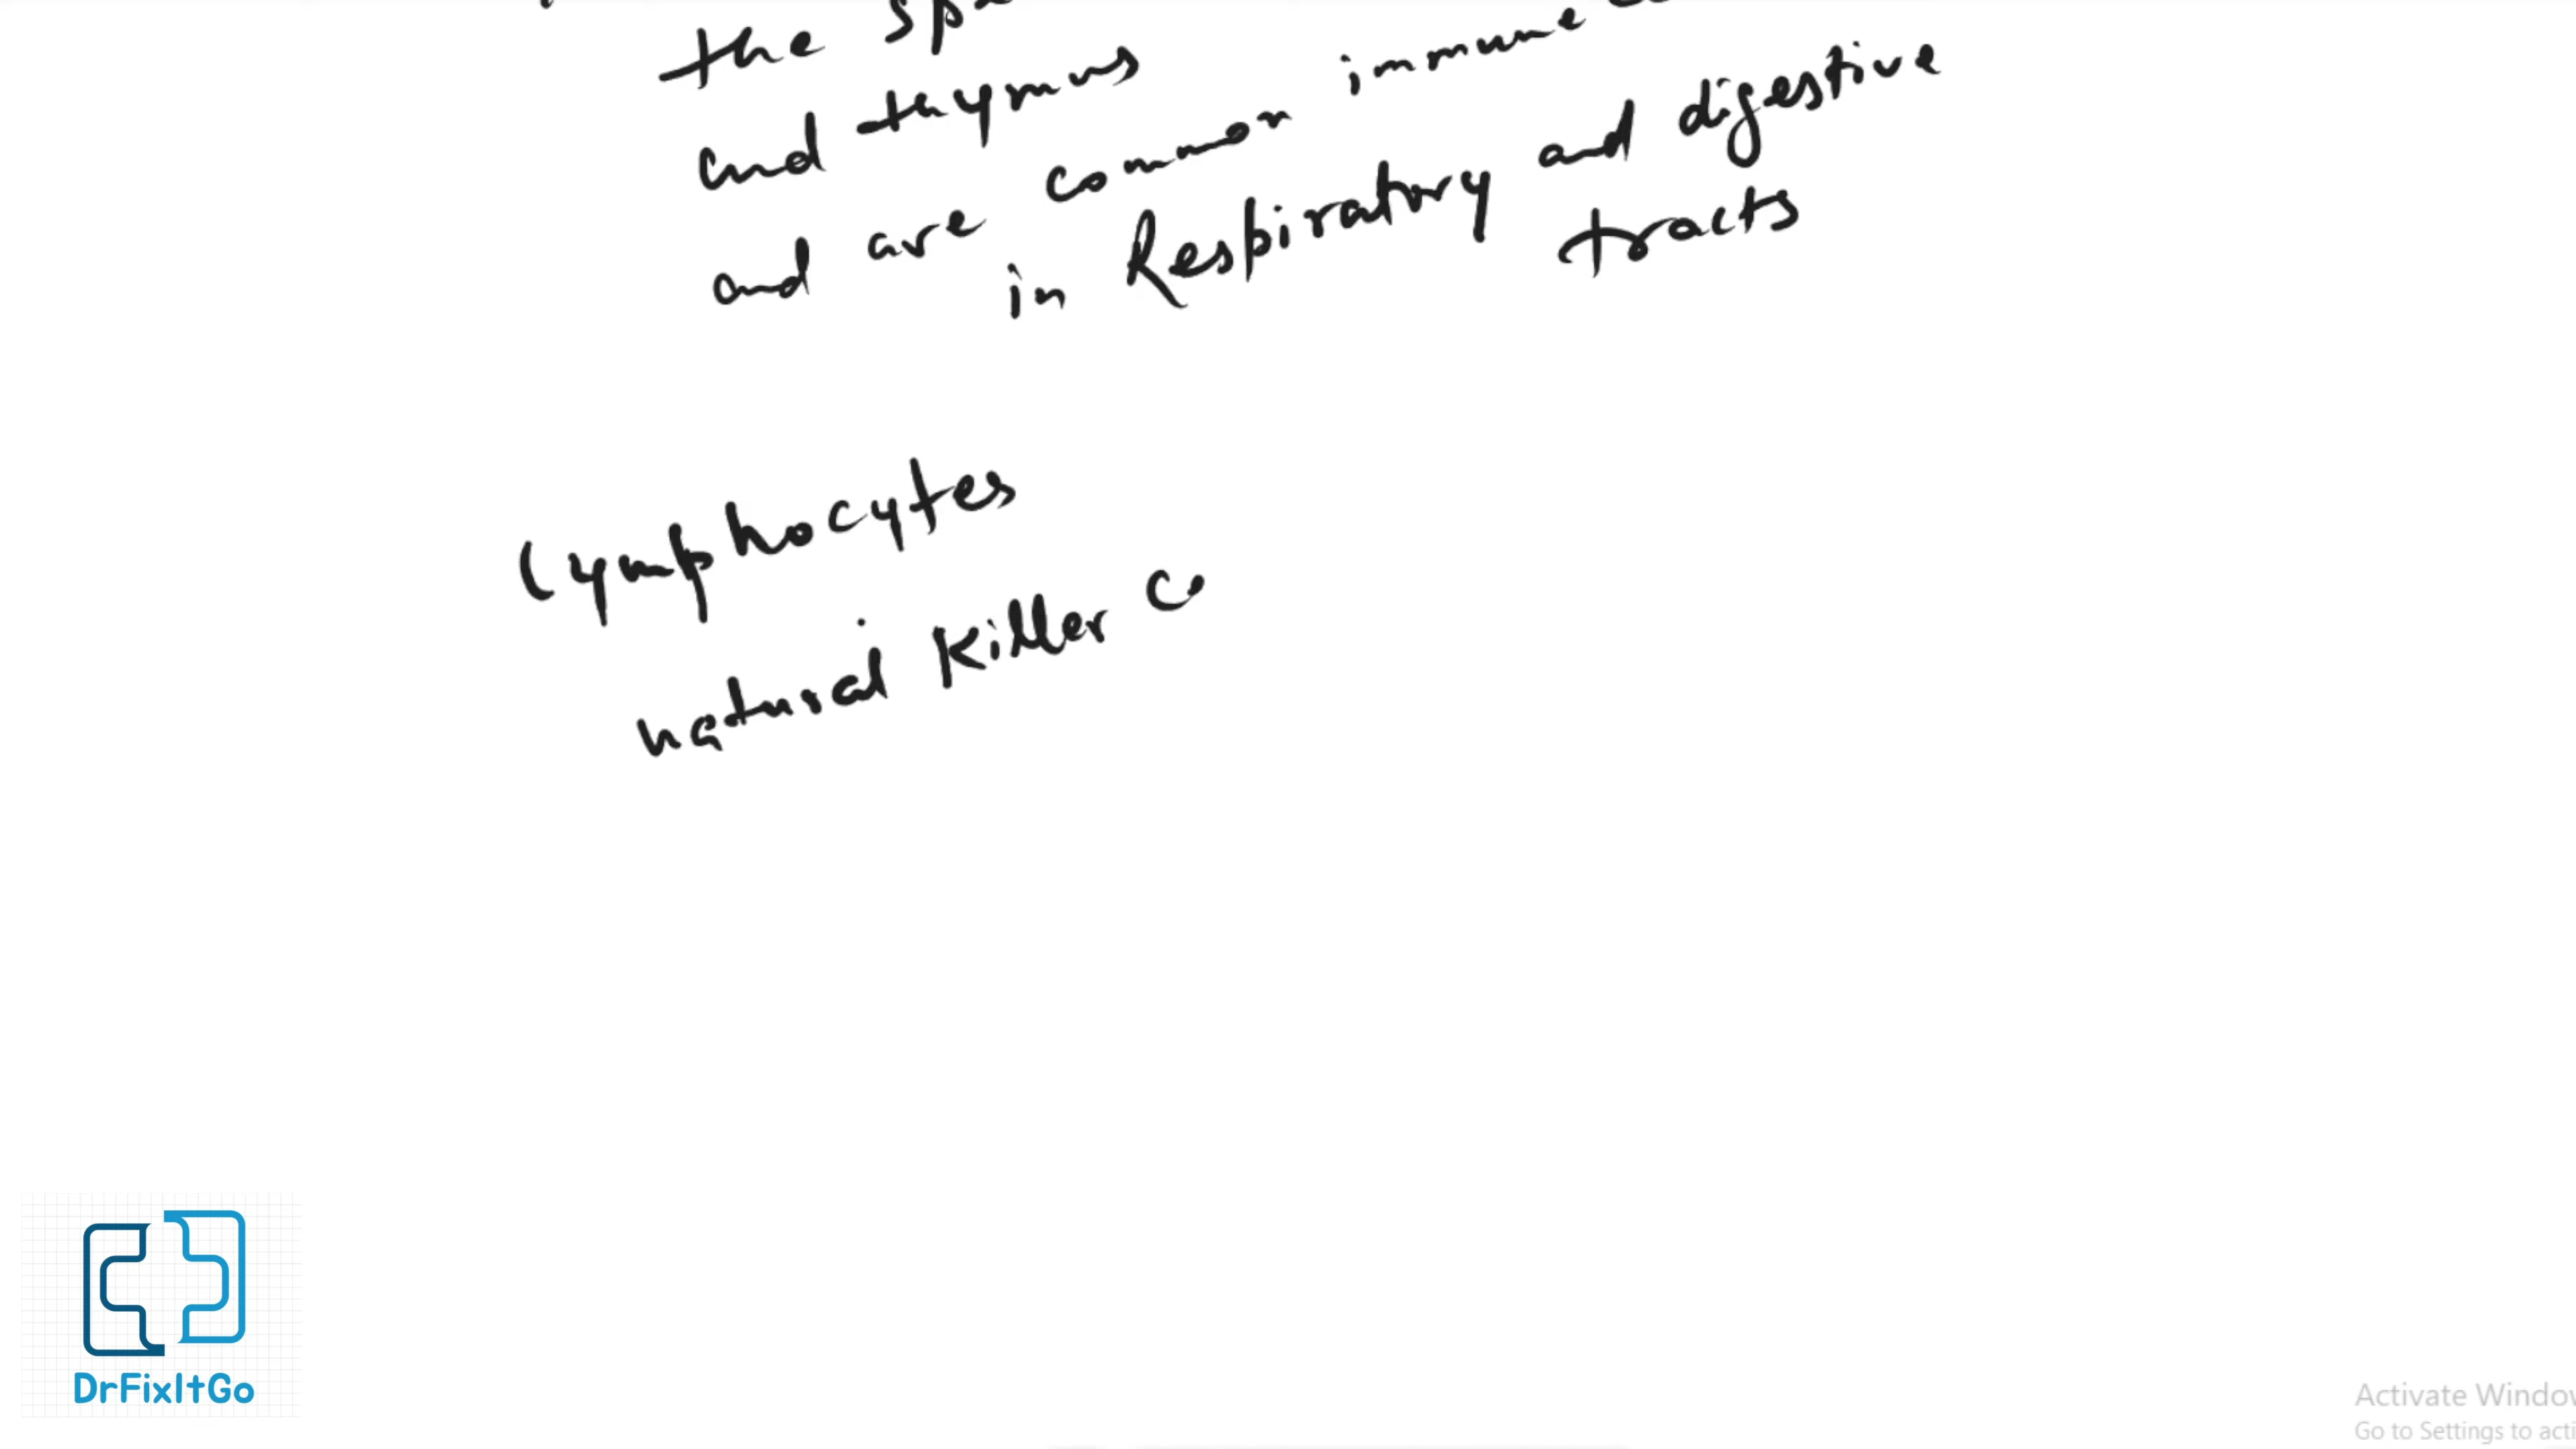 the
and thymus
and are common immune
in Respiratory and digestive
tracts
Lymphocytes
natural killer
DrFixItGo
Activate Window
Go to Settings to acti